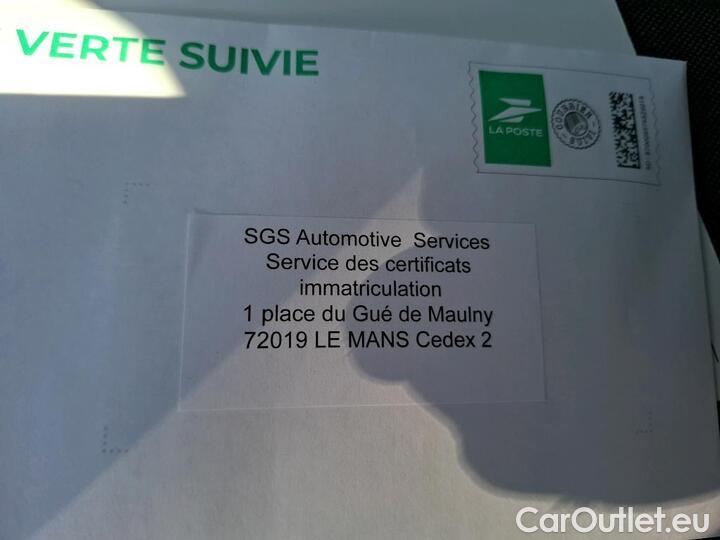 VERTE SUIVIE
LA POSTE
SGS Automotive Services
Service des certificats
immatriculation
1 place du Gué de Maulny
72019 LE MANS Cedex 2
CarOutlet.eu